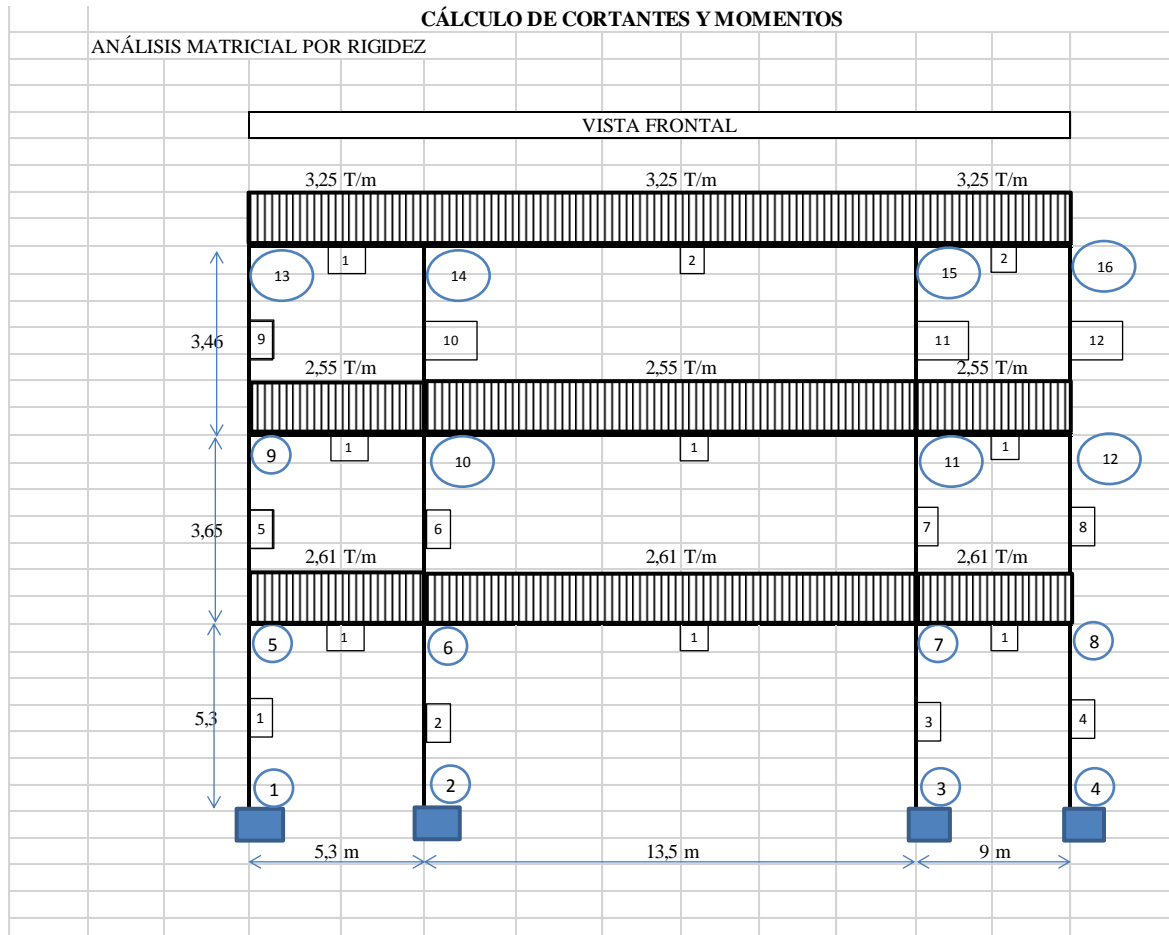 CÁLCULO DE CORTANTES Y MOMENTOS
ANÁLISIS MATRICIAL POR RIGIDEZ
VISTA FRONTAL
3,25 T/m 3,25 T/m 3,25 T/m
13 1 14 2 15 2 16
3,46 9 10 11 12
2,55 T/m 2,55 T/m 2,55 T/m
9 1 10 1 11 1 12
3,65 5 6 7 8
2,61 T/m 2,61 T/m 2,61 T/m
5 1 6 1 7 1 8
5,3 1 2 3 4
1 2 3 4
5,3 m 13,5 m 9 m